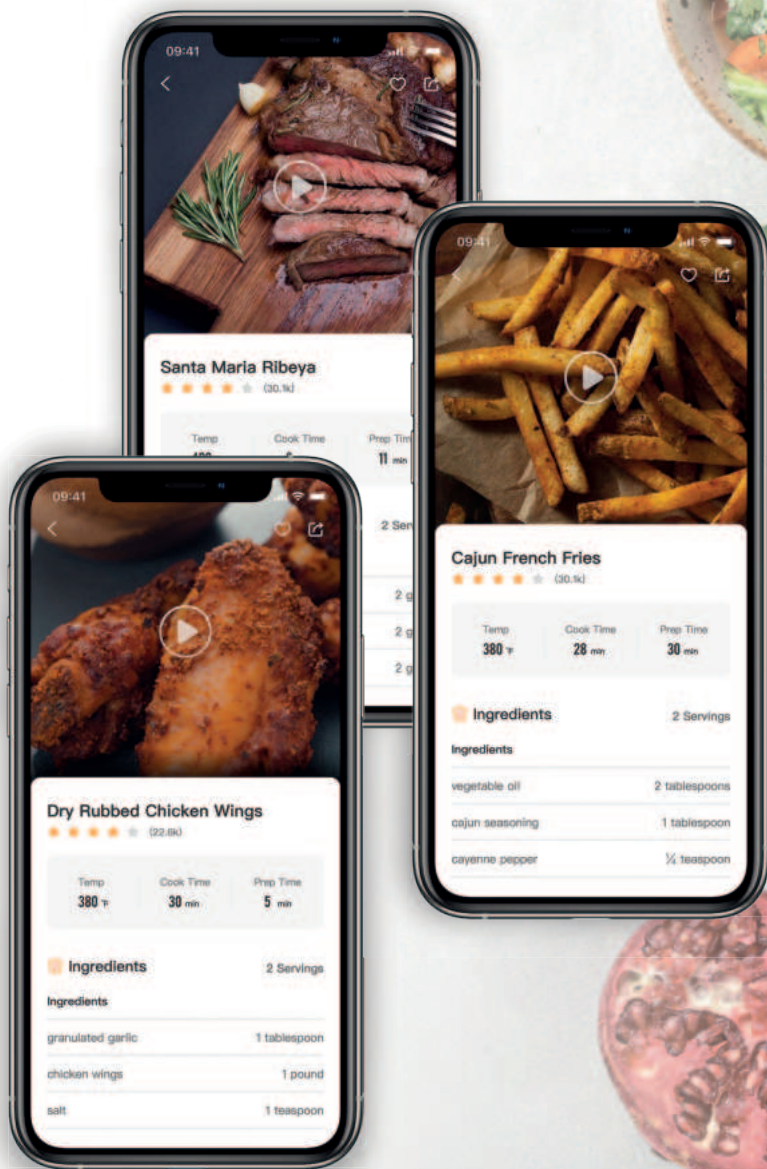 09:41
Santa Maria Ribeya
(30.1k)
Temp Cook Time Prep Time
11 min
2 g
2 g
2 g
09:41
Cajun French Fries
(30.1k)
Temp Cook Time Prep Time
380 °F 28 min 30 min
Ingredients 2 Servings
Ingredients
vegetable oil 2 tablespoons
cajun seasoning 1 tablespoon
cayenne pepper ¼ teaspoon
09:41
Dry Rubbed Chicken Wings
(22.6k)
Temp Cook Time Prep Time
380 °F 30 min 5 min
Ingredients 2 Servings
Ingredients
granulated garlic 1 tablespoon
chicken wings 1 pound
salt 1 teaspoon